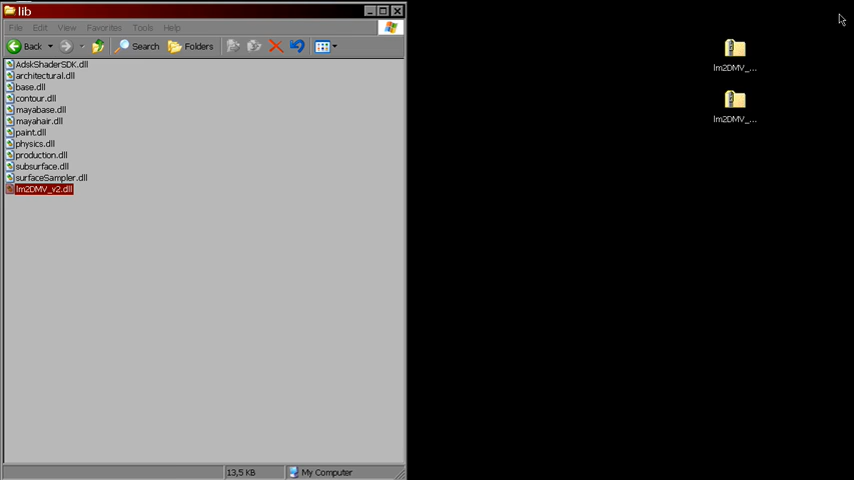 lib
File Edit View Favorites Tools Help
Back Search Folders
AdskShaderSDK.dll
architectural.dll
base.dll
contour.dll
mayabase.dll
mayahair.dll
paint.dll
physics.dll
production.dll
subsurface.dll
surfaceSampler.dll
lm2DMV_v2.dll
13,5 KB My Computer
lm2DMV_...
lm2DMV_...